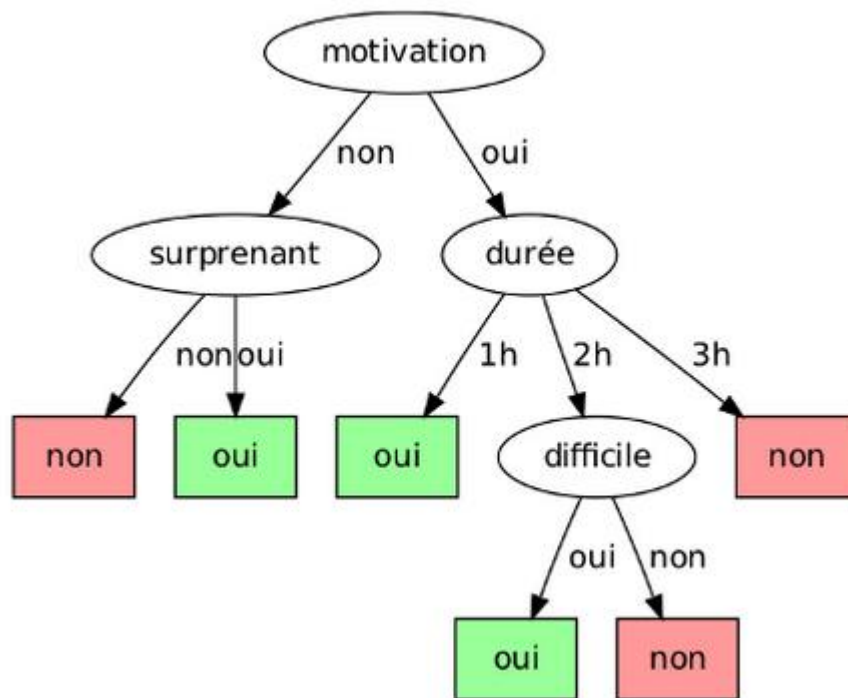 motivation
non oui
surprenant durée
non oui 1h 2h 3h
non oui oui difficile non
oui non
oui non